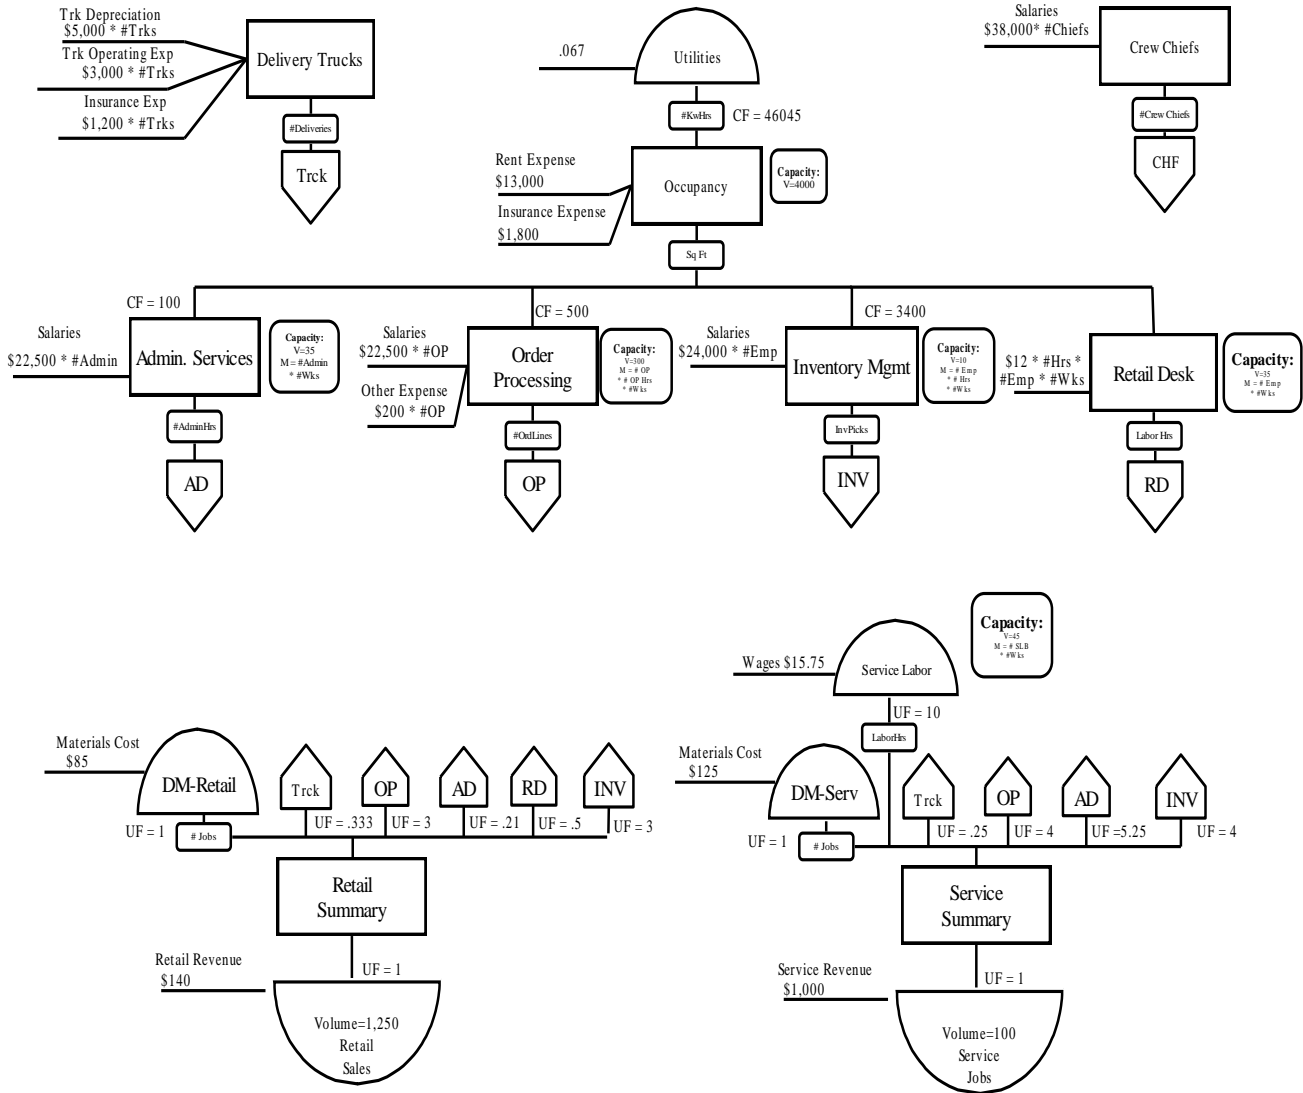 Trk Depreciation
$5,000 * #Trks
Trk Operating Exp
$3,000 * #Trks
Insurance Exp
$1,200 * #Trks
Delivery Trucks
#Deliveries
Trck
.067
Utilities
#KwHrs
CF = 46045
Rent Expense
$13,000
Insurance Expense
$1,800
Occupancy
Capacity:
V=4000
Sq Ft
Salaries
$38,000* #Chiefs
Crew Chiefs
#Crew Chiefs
CHF
CF = 100
Salaries
$22,500 * #Admin
Admin. Services
Capacity:
V=35
M = #Admin
* #Wks
#AdminHrs
AD
CF = 500
Salaries
$22,500 * #OP
Other Expense
$200 * #OP
Order
Processing
Capacity:
V=300
M = # OP
* # OP Hrs
* #Wks
#OrdLines
OP
CF = 3400
Salaries
$24,000 * #Emp
Inventory Mgmt
Capacity:
V=10
M = # Emp
* # Hrs
* #Wks
InvPicks
INV
$12 * #Hrs *
#Emp * #Wks
Retail Desk
Capacity:
V=35
M = # Emp
* #Wks
Labor Hrs
RD
Materials Cost
$85
DM-Retail
UF = 1
# Jobs
Trck
UF = .333
OP
UF = 3
AD
UF = .21
RD
UF = .5
INV
UF = 3
Retail
Summary
UF = 1
Retail Revenue
$140
Volume=1,250
Retail
Sales
Wages $15.75
Service Labor
Capacity:
V=45
M = # SLB
* #Wks
UF = 10
LaborHrs
Materials Cost
$125
DM-Serv
UF = 1
# Jobs
Trck
UF = .25
OP
UF = 4
AD
UF =5.25
INV
UF = 4
Service
Summary
UF = 1
Service Revenue
$1,000
Volume=100
Service
Jobs